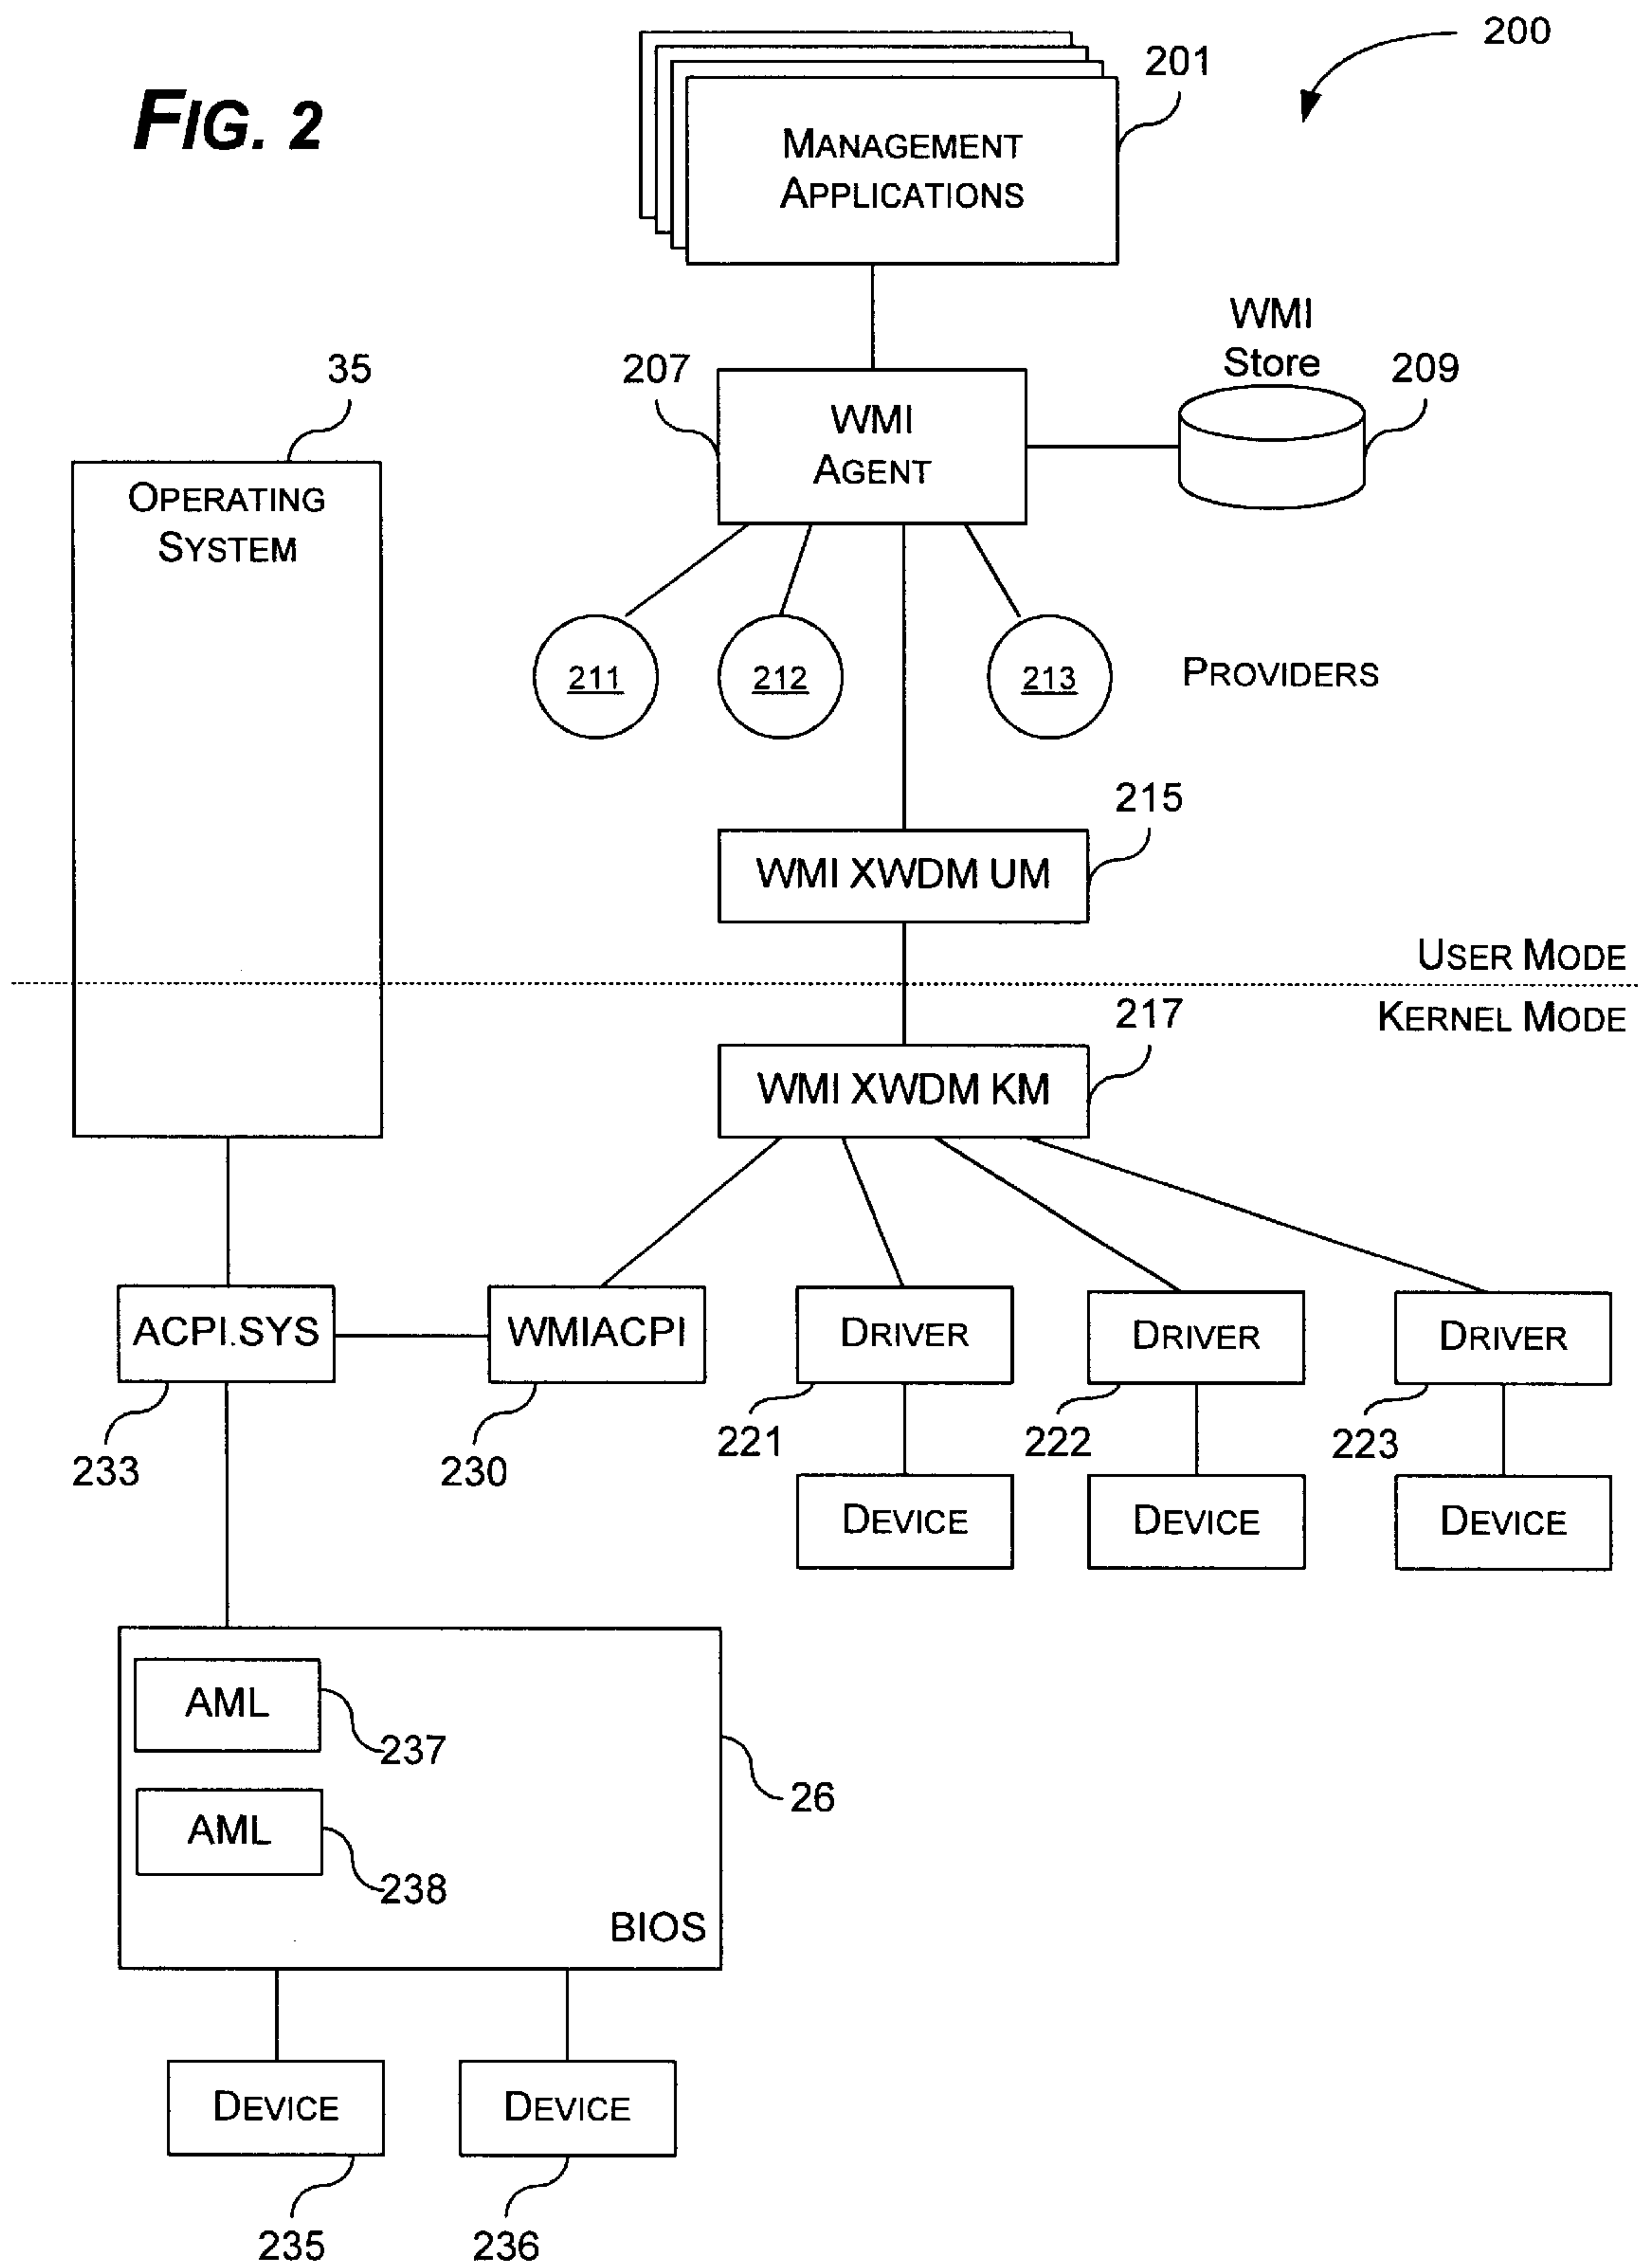 FIG. 2
200
201
MANAGEMENT
APPLICATIONS
WMI
Store
35
207
209
WMI
AGENT
OPERATING
SYSTEM
211
212
213
PROVIDERS
215
WMI XWDM UM
USER MODE
KERNEL MODE
217
WMI XWDM KM
ACPI.SYS
WMIACPI
DRIVER
DRIVER
DRIVER
233
230
221
222
223
DEVICE
DEVICE
DEVICE
AML
237
26
AML
238
BIOS
DEVICE
DEVICE
235
236